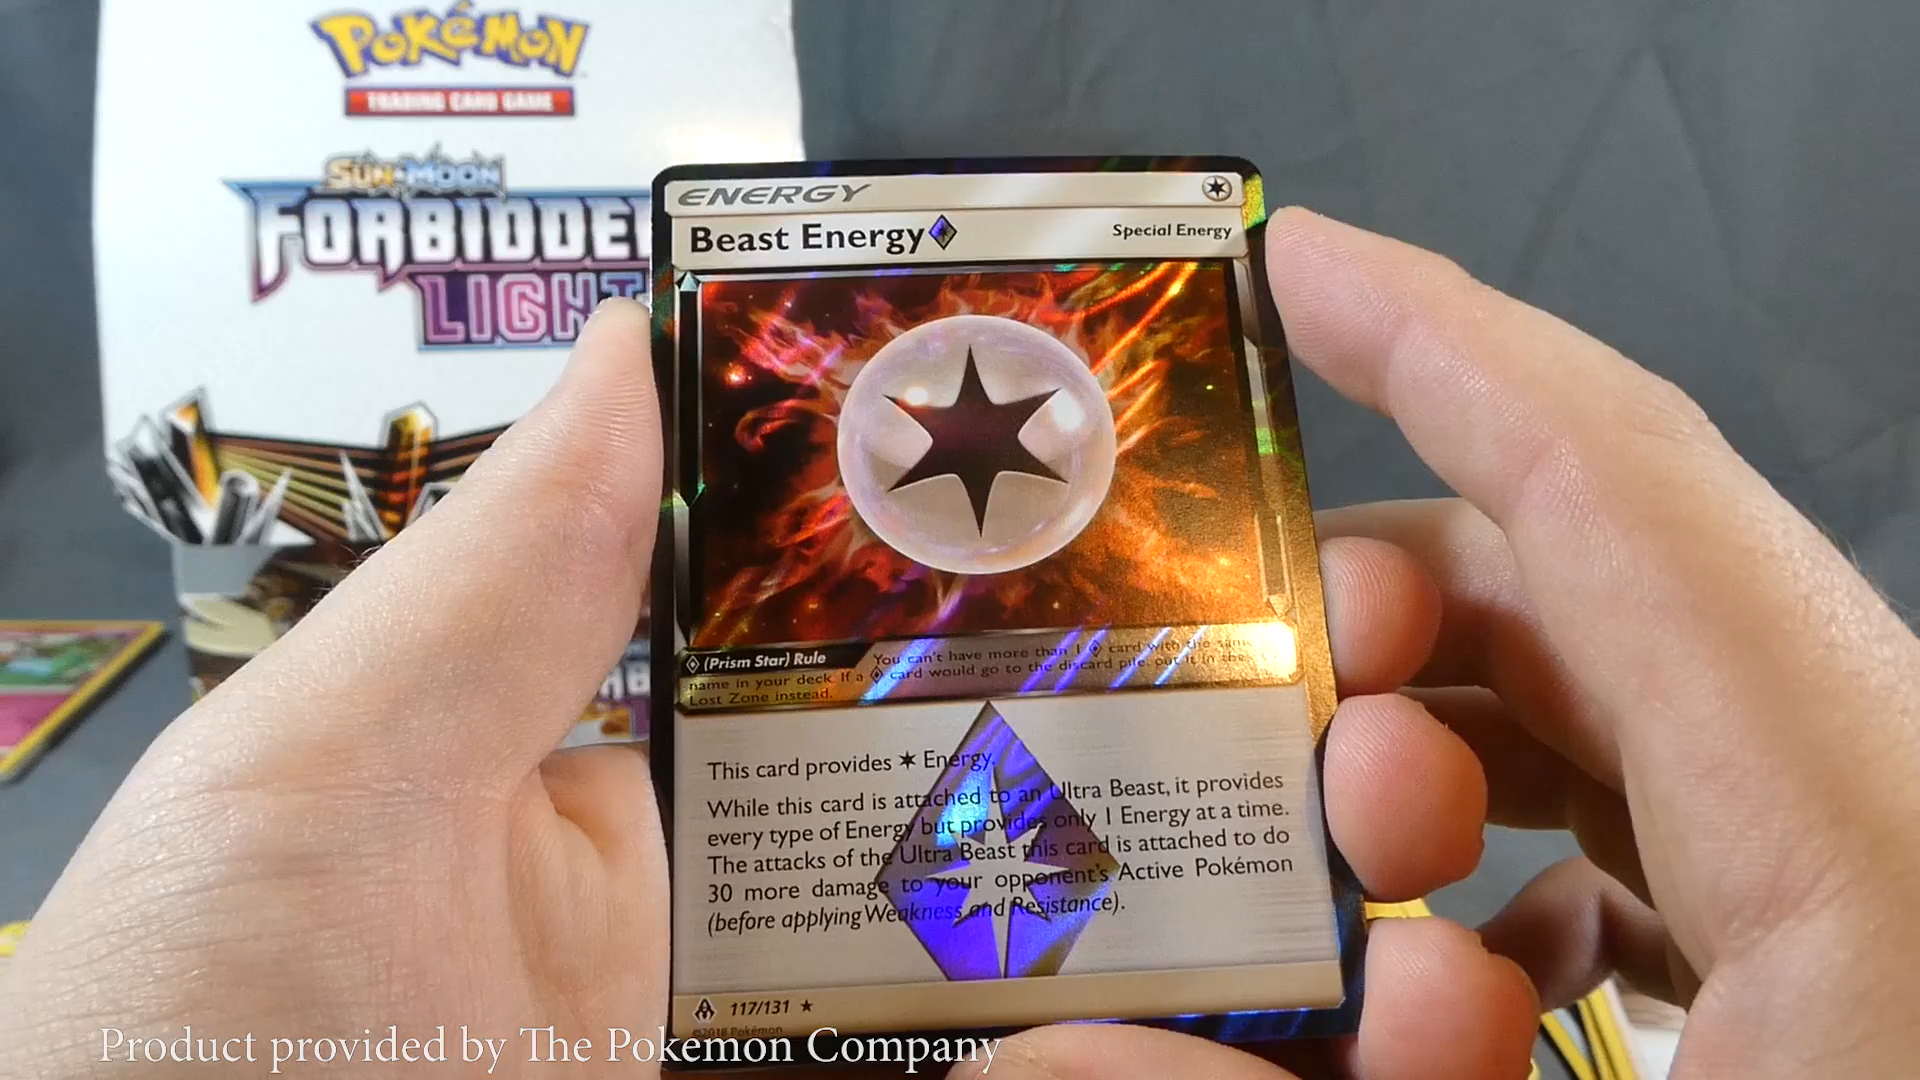 POKéMON
TRADING CARD GAME
SUN & MOON
FORBIDDE
LIGHT
ENERGY
Beast Energy
Special Energy
(Prism Star) Rule
You can't have more than 1 card with the same
name in your deck. If a card would go to the discard pile, put it in the
Lost Zone instead.
This card provides Energy.
While this card is attached to an Ultra Beast, it provides
every type of Energy but provides only 1 Energy at a time.
The attacks of the Ultra Beast this card is attached to do
30 more damage to your opponent's Active Pokémon
(before applying Weakness and Resistance).
117/131
©2018 Pokémon
Product provided by The Pokemon Company